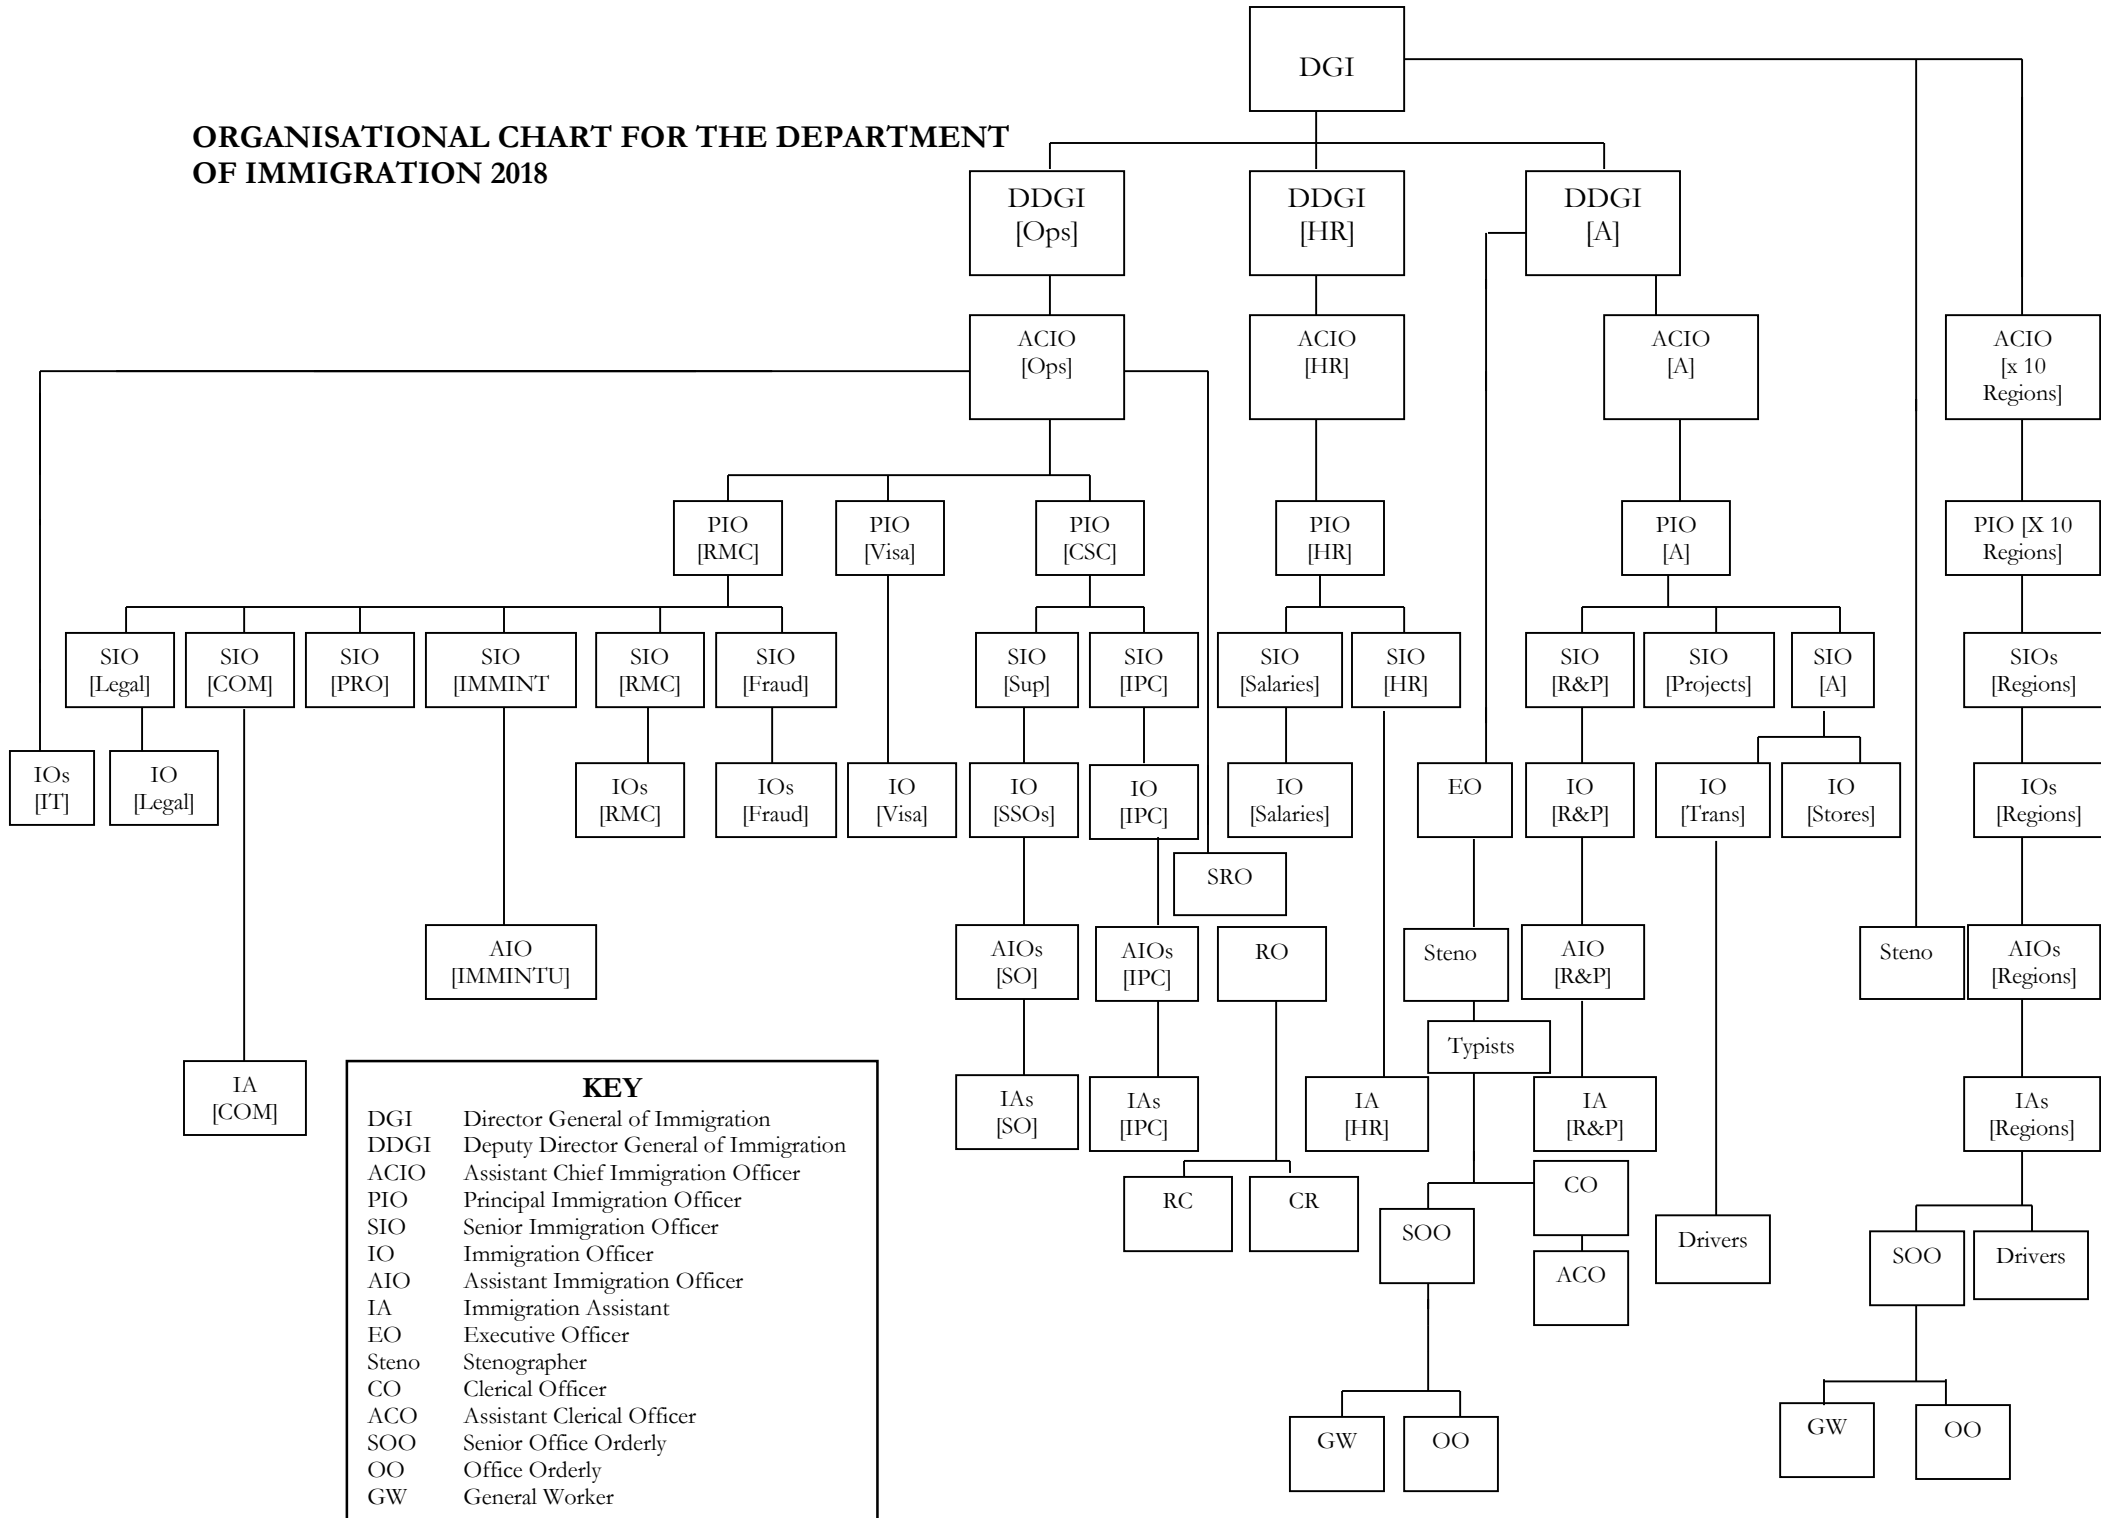 DGI
ORGANISATIONAL CHART FOR THE DEPARTMENT
OF IMMIGRATION 2018
DDGI
[Ops]
DDGI
[HR]
DDGI
[A]
ACIO
[Ops]
ACIO
[HR]
ACIO
[A]
ACIO
[x 10
Regions]
PIO
[RMC]
PIO
[Visa]
PIO
[CSC]
PIO
[HR]
PIO
[A]
PIO [X 10
Regions]
SIO
[Legal]
SIO
[COM]
SIO
[PRO]
SIO
[IMMINT
SIO
[RMC]
SIO
[Fraud]
SIO
[Sup]
SIO
[IPC]
SIO
[Salaries]
SIO
[HR]
SIO
[R&P]
SIO
[Projects]
SIO
[A]
SIOs
[Regions]
IOs
[IT]
IO
[Legal]
IOs
[RMC]
IOs
[Fraud]
IO
[Visa]
IO
[SSOs]
IO
[IPC]
IO
[Salaries]
EO
IO
[R&P]
IO
[Trans]
IO
[Stores]
IOs
[Regions]
SRO
AIO
[IMMINTU]
AIOs
[SO]
AIOs
[IPC]
RO
Steno
AIO
[R&P]
Steno
AIOs
[Regions]
Typists
IA
[COM]
IAs
[SO]
IAs
[IPC]
IA
[HR]
IA
[R&P]
IAs
[Regions]
RC
CR
SOO
CO
ACO
Drivers
SOO
Drivers
GW
OO
GW
OO
KEY
DGI Director General of Immigration
DDGI Deputy Director General of Immigration
ACIO Assistant Chief Immigration Officer
PIO Principal Immigration Officer
SIO Senior Immigration Officer
IO Immigration Officer
AIO Assistant Immigration Officer
IA Immigration Assistant
EO Executive Officer
Steno Stenographer
CO Clerical Officer
ACO Assistant Clerical Officer
SOO Senior Office Orderly
OO Office Orderly
GW General Worker